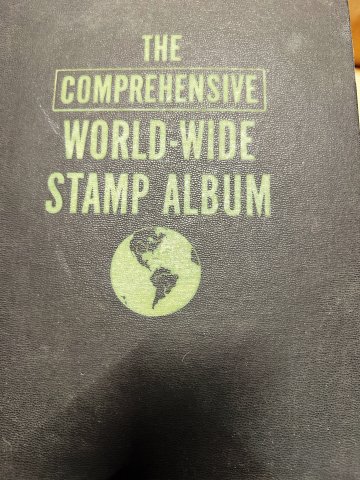 THE
COMPREHENSIVE
WORLD-WIDE
STAMP ALBUM